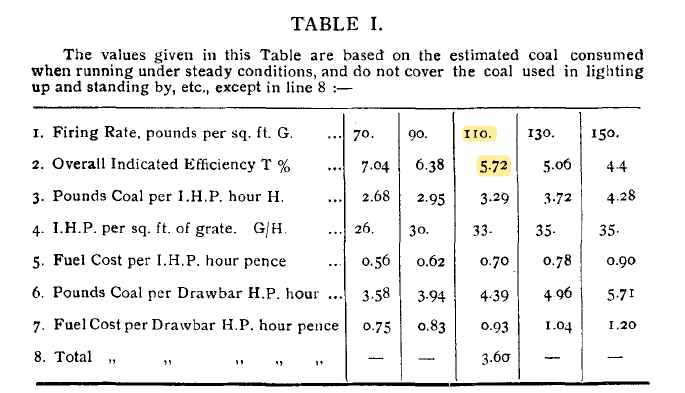 TABLE I.
The values given in this Table are based on the estimated coal consumed
when running under steady conditions, and do not cover the coal used in lighting
up and standing by, etc., except in line 8 :—
1. Firing Rate, pounds per sq. ft. G. ... 70. 90. 110. 130. 150.
2. Overall Indicated Efficiency T % ... 7.04 6.38 5.72 5.06 4.4
3. Pounds Coal per I.H.P. hour H. ... 2.68 2.95 3.29 3.72 4.28
4. I.H.P. per sq. ft. of grate. G/H. ... 26. 30. 33. 35. 35.
5. Fuel Cost per I.H.P. hour pence ... 0.56 0.62 0.70 0.78 0.90
6. Pounds Coal per Drawbar H.P. hour ... 3.58 3.94 4.39 4 96 5.71
7. Fuel Cost per Drawbar H.P. hour pence 0.75 0.83 0.93 1.04 1.20
8. Total ,, ,, ,, ,, ,, — — 3.60 — —